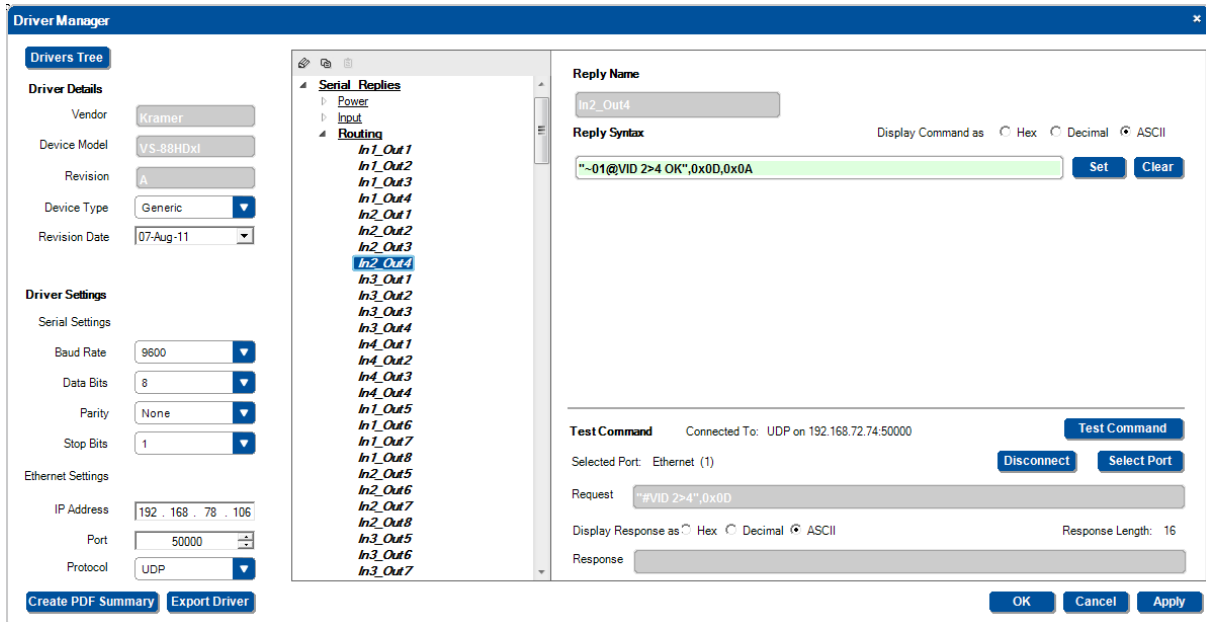 Driver Manager
Drivers Tree
Driver Details
Vendor Kramer
Device Model VS-88HDxl
Revision A
Device Type Generic
Revision Date 07-Aug-11
Driver Settings
Serial Settings
Baud Rate 9600
Data Bits 8
Parity None
Stop Bits 1
Ethernet Settings
IP Address 192 . 168 . 78 . 106
Port 50000
Protocol UDP
Create PDF Summary Export Driver
Serial_Replies
Power
Input
Routing
In1_Out1
In1_Out2
In1_Out3
In1_Out4
In2_Out1
In2_Out2
In2_Out3
In2_Out4
In3_Out1
In3_Out2
In3_Out3
In3_Out4
In4_Out1
In4_Out2
In4_Out3
In4_Out4
In1_Out5
In1_Out6
In1_Out7
In1_Out8
In2_Out5
In2_Out6
In2_Out7
In2_Out8
In3_Out5
In3_Out6
In3_Out7
Reply Name
In2_Out4
Reply Syntax Display Command as Hex Decimal ASCII
"~01@VID 2>4 OK",0x0D,0x0A Set Clear
Test Command Connected To: UDP on 192.168.72.74:50000 Test Command
Selected Port: Ethernet (1) Disconnect Select Port
Request "#VID 2>4",0x0D
Display Response as Hex Decimal ASCII Response Length: 16
Response
OK Cancel Apply